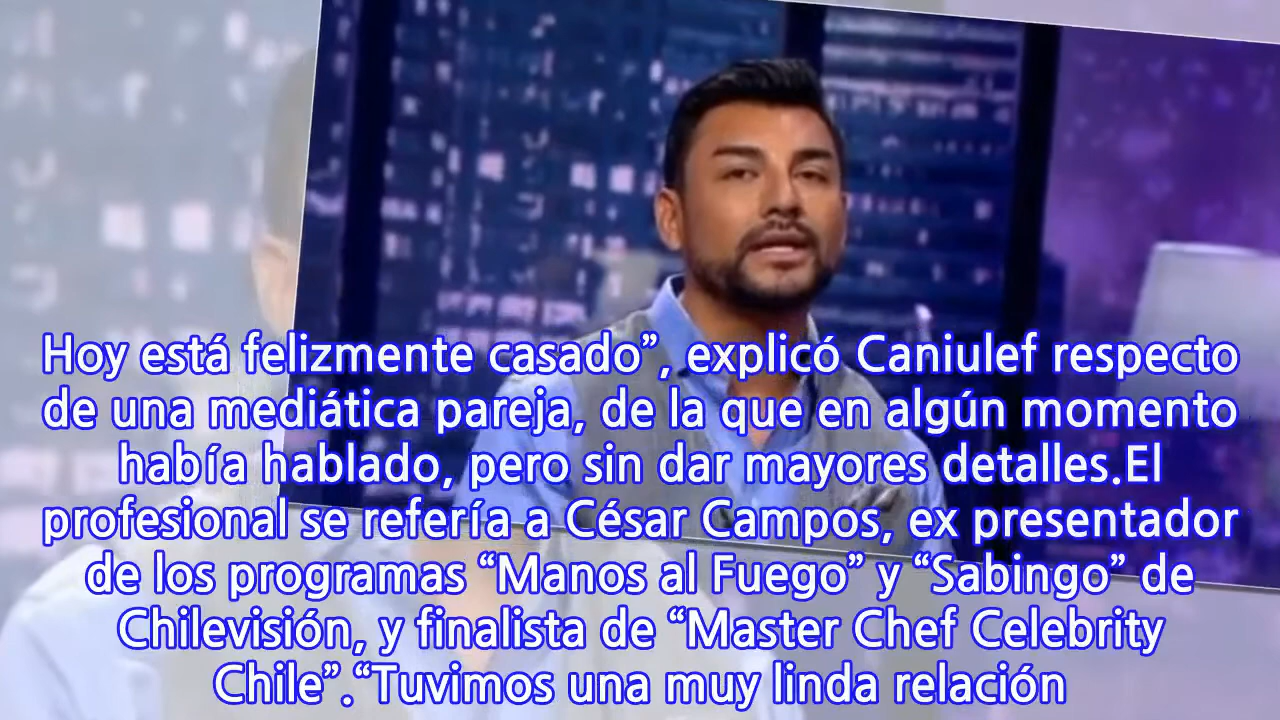 Hoy está felizmente casado”, explicó Caniulef respecto
de una mediática pareja, de la que en algún momento
había hablado, pero sin dar mayores detalles.El
profesional se refería a César Campos, ex presentador
de los programas “Manos al Fuego” y “Sabingo” de
Chilevisión, y finalista de “Master Chef Celebrity
Chile”.“Tuvimos una muy linda relación